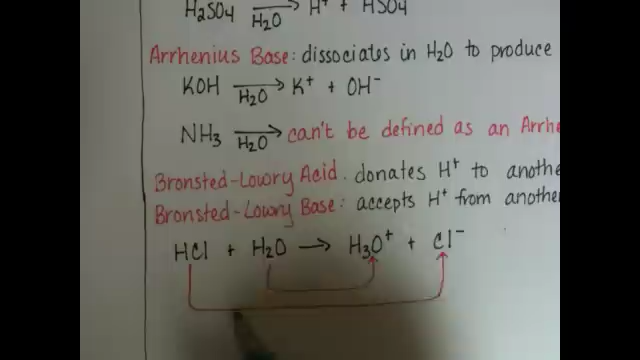 H₂SO₄ →H₂O H⁺ + HSO₄
Arrhenius Base: dissociates in H₂O to produce
KOH →H₂O K⁺ + OH⁻
NH₃ →H₂O can't be defined as an Arrhe
Bronsted-Lowry Acid: donates H⁺ to anothe
Bronsted-Lowry Base: accepts H⁺ from another
HCl + H₂O → H₃O⁺ + Cl⁻